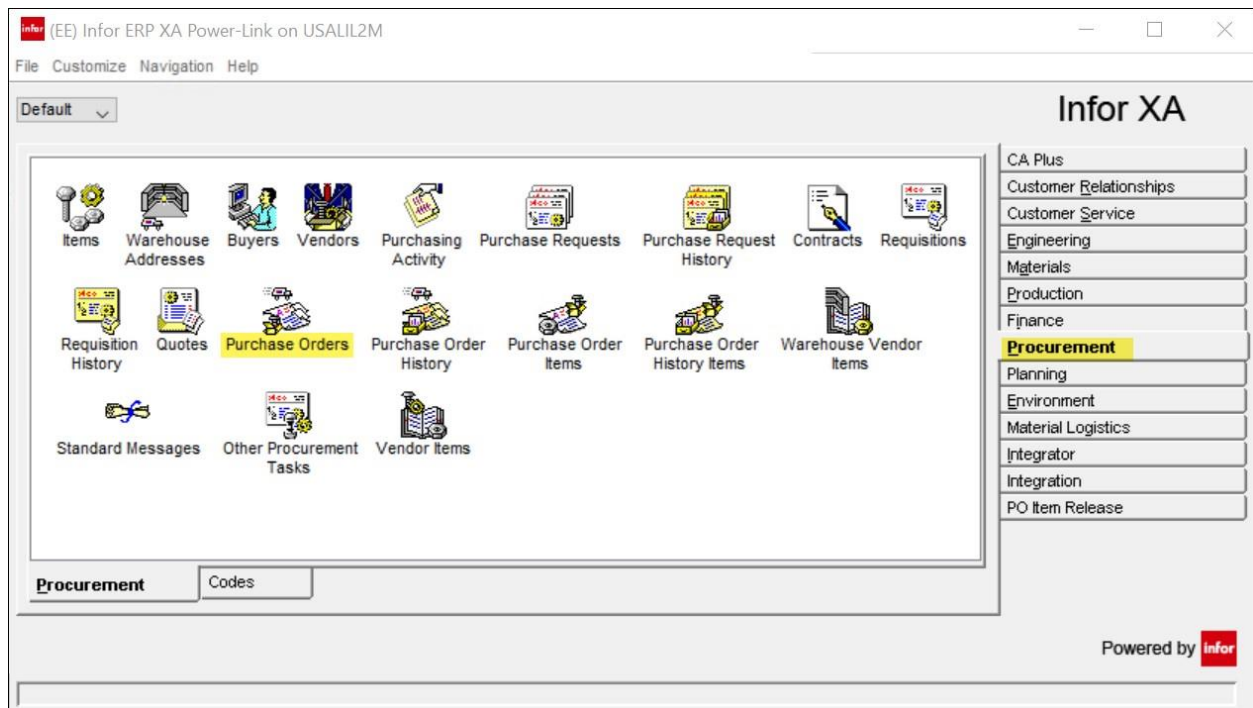 infor (EE) Infor ERP XA Power-Link on USALIL2M
File Customize Navigation Help
Default
Infor XA
Items
Warehouse
Addresses
Buyers
Vendors
Purchasing
Activity
Purchase Requests
Purchase Request
History
Contracts
Requisitions
Requisition
History
Quotes
Purchase Orders
Purchase Order
History
Purchase Order
Items
Purchase Order
History Items
Warehouse Vendor
Items
Standard Messages
Other Procurement
Tasks
Vendor Items
Procurement
Codes
CA Plus
Customer Relationships
Customer Service
Engineering
Materials
Production
Finance
Procurement
Planning
Environment
Material Logistics
Integrator
Integration
PO Item Release
Powered by infor